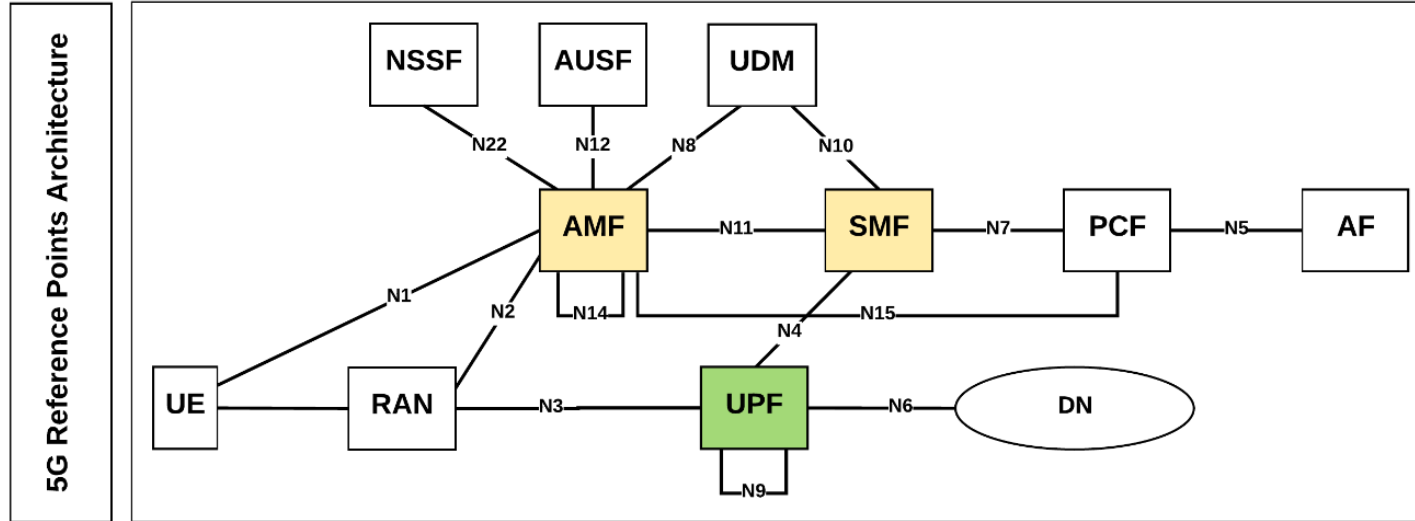 5G Reference Points Architecture
NSSF
AUSF
UDM
N22
N12
N8
N10
AMF
N11
SMF
N7
PCF
N5
AF
N1
N2
N14
N15
N4
UE
RAN
N3
UPF
N6
DN
N9